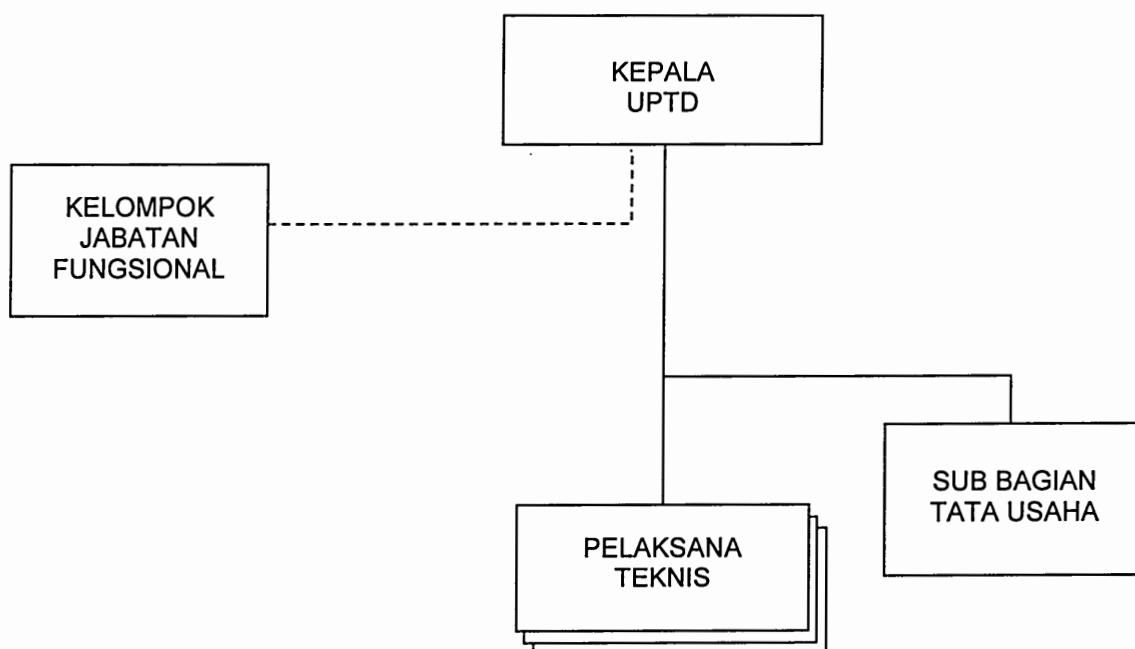 KEPALA
UPTD
KELOMPOK
JABATAN
FUNGSIONAL
SUB BAGIAN
TATA USAHA
PELAKSANA
TEKNIS